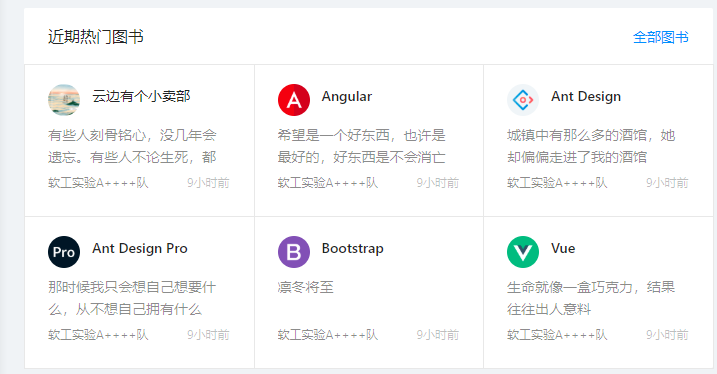 近期热门图书 全部图书
云边有个小卖部
有些人刻骨铭心，没几年会
遗忘。有些人不论生死，都
软工实验A++++队 9小时前
Angular
希望是一个好东西，也许是
最好的，好东西是不会消亡
软工实验A++++队 9小时前
Ant Design
城镇中有那么多的酒馆，她
却偏偏走进了我的酒馆
软工实验A++++队 9小时前
Pro Ant Design Pro
那时候我只会想自己想要什
么，从不想自己拥有什么
软工实验A++++队 9小时前
B Bootstrap
凛冬将至
软工实验A++++队 9小时前
Vue
生命就像一盒巧克力，结果
往往出人意料
软工实验A++++队 9小时前